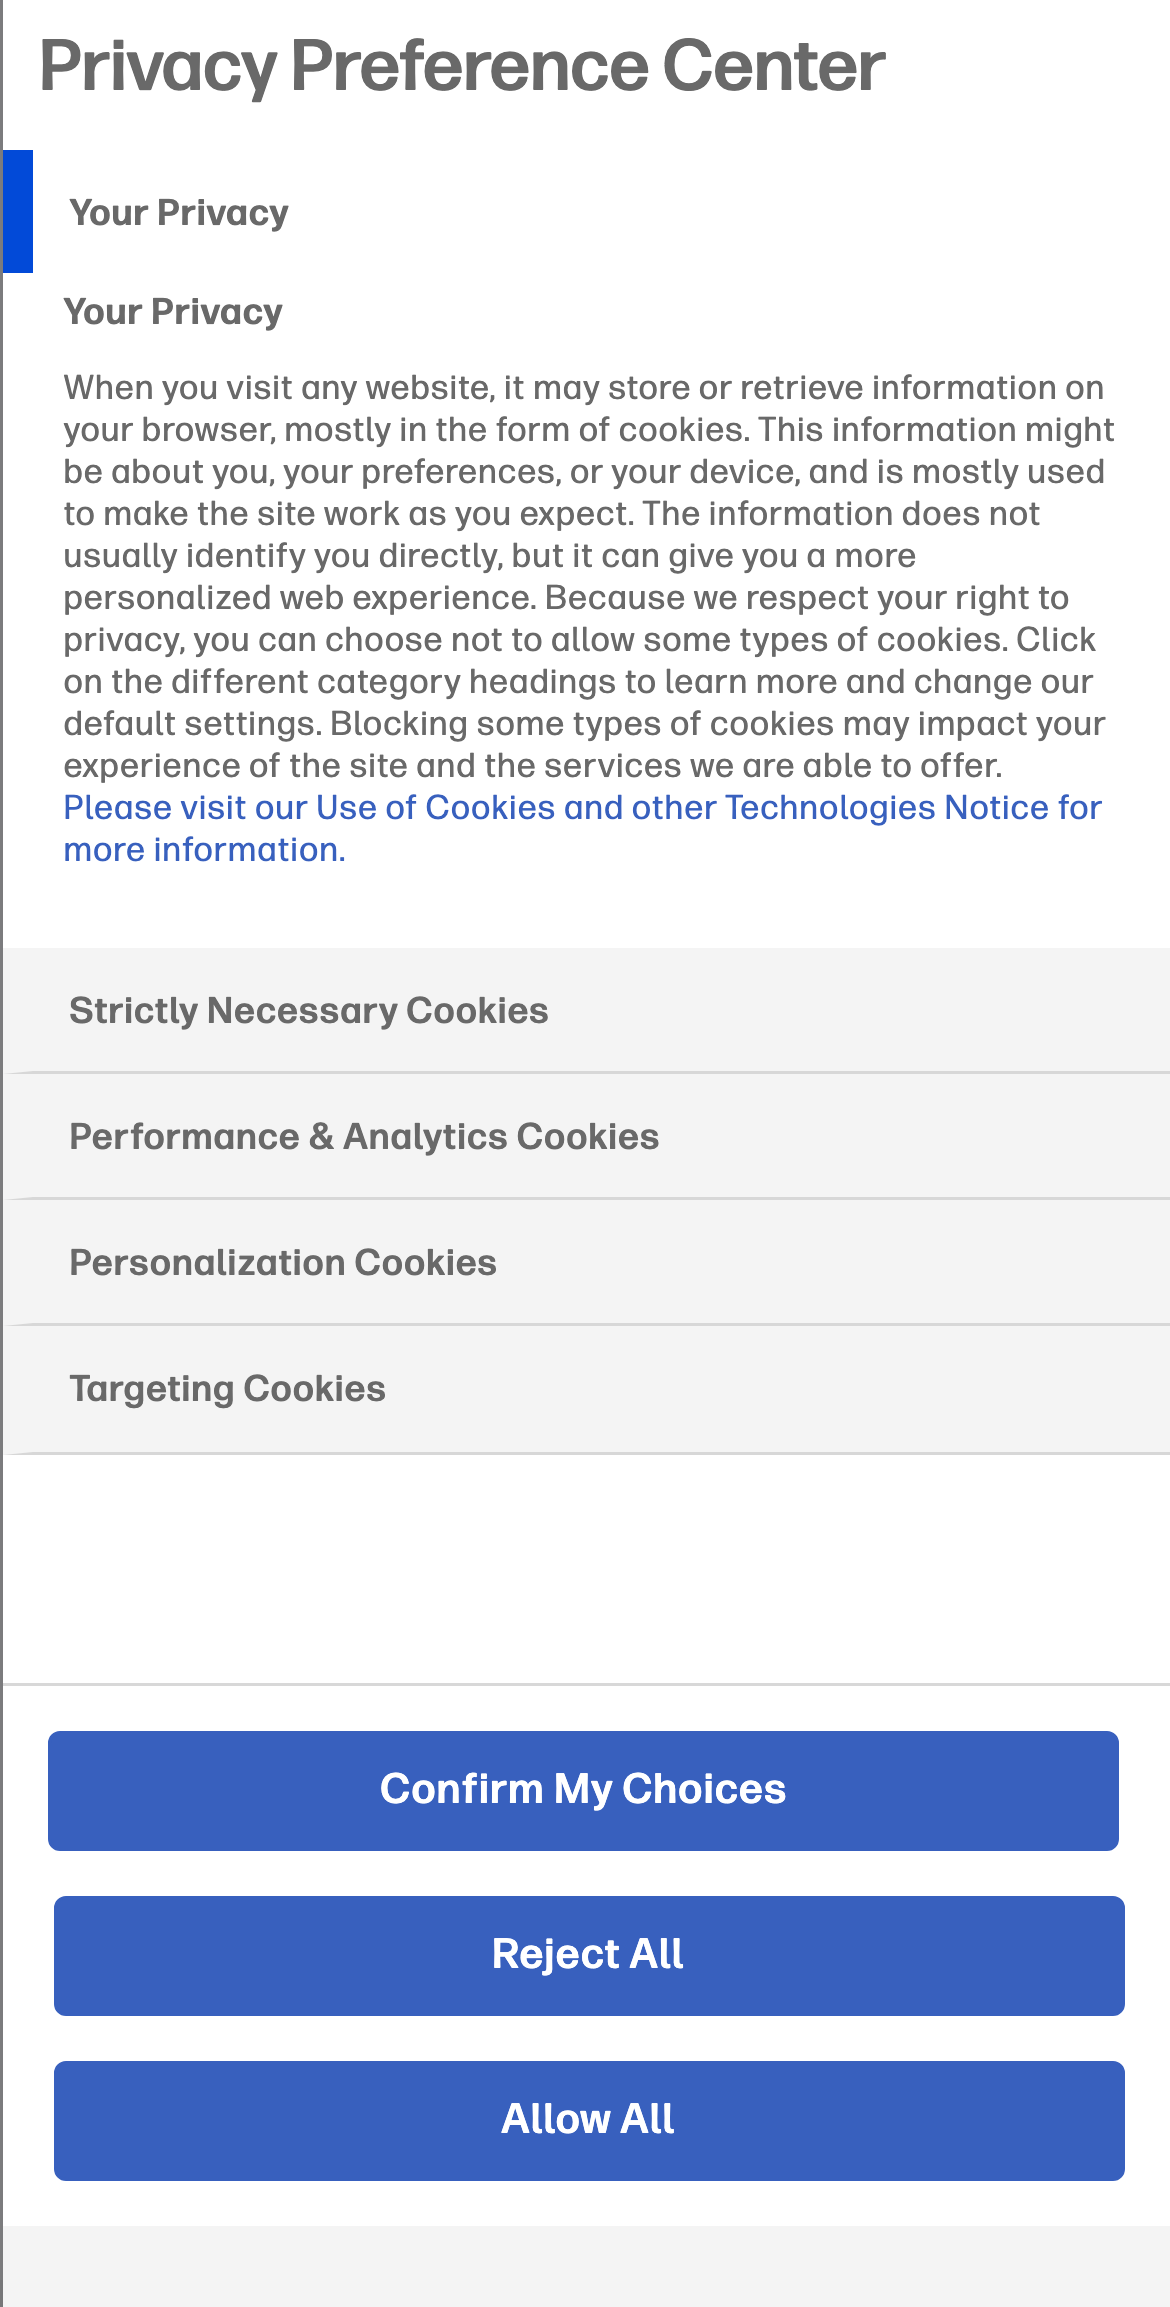 Privacy Preference Center
Your Privacy
Your Privacy
When you visit any website, it may store or retrieve information on
your browser, mostly in the form of cookies. This information might
be about you, your preferences, or your device, and is mostly used
to make the site work as you expect. The information does not
usually identify you directly, but it can give you a more
personalized web experience. Because we respect your right to
privacy, you can choose not to allow some types of cookies. Click
on the different category headings to learn more and change our
default settings. Blocking some types of cookies may impact your
experience of the site and the services we are able to offer.
Please visit our Use of Cookies and other Technologies Notice for
more information.
Strictly Necessary Cookies
Performance & Analytics Cookies
Personalization Cookies
Targeting Cookies
Confirm My Choices
Reject All
Allow All